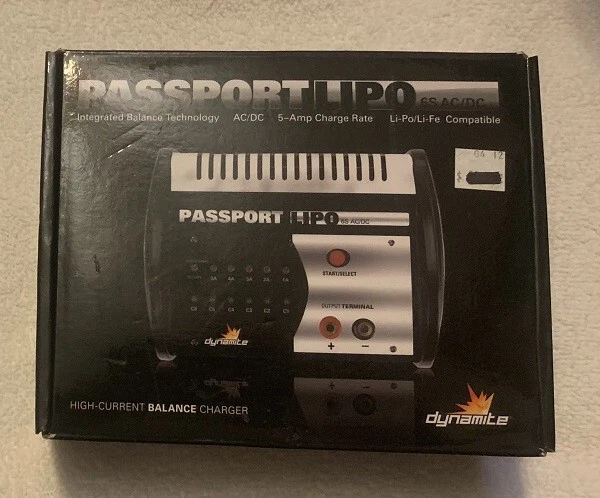 PASSPORT LIPO 6S AC/DC
Integrated Balance Technology AC/DC 5-Amp Charge Rate Li-Po/Li-Fe Compatible
04 12
$
PASSPORT LIPO 6S AC/DC
START/SELECT
OUTPUT TERMINAL
+ −
dynamite
HIGH-CURRENT BALANCE CHARGER
dynamite